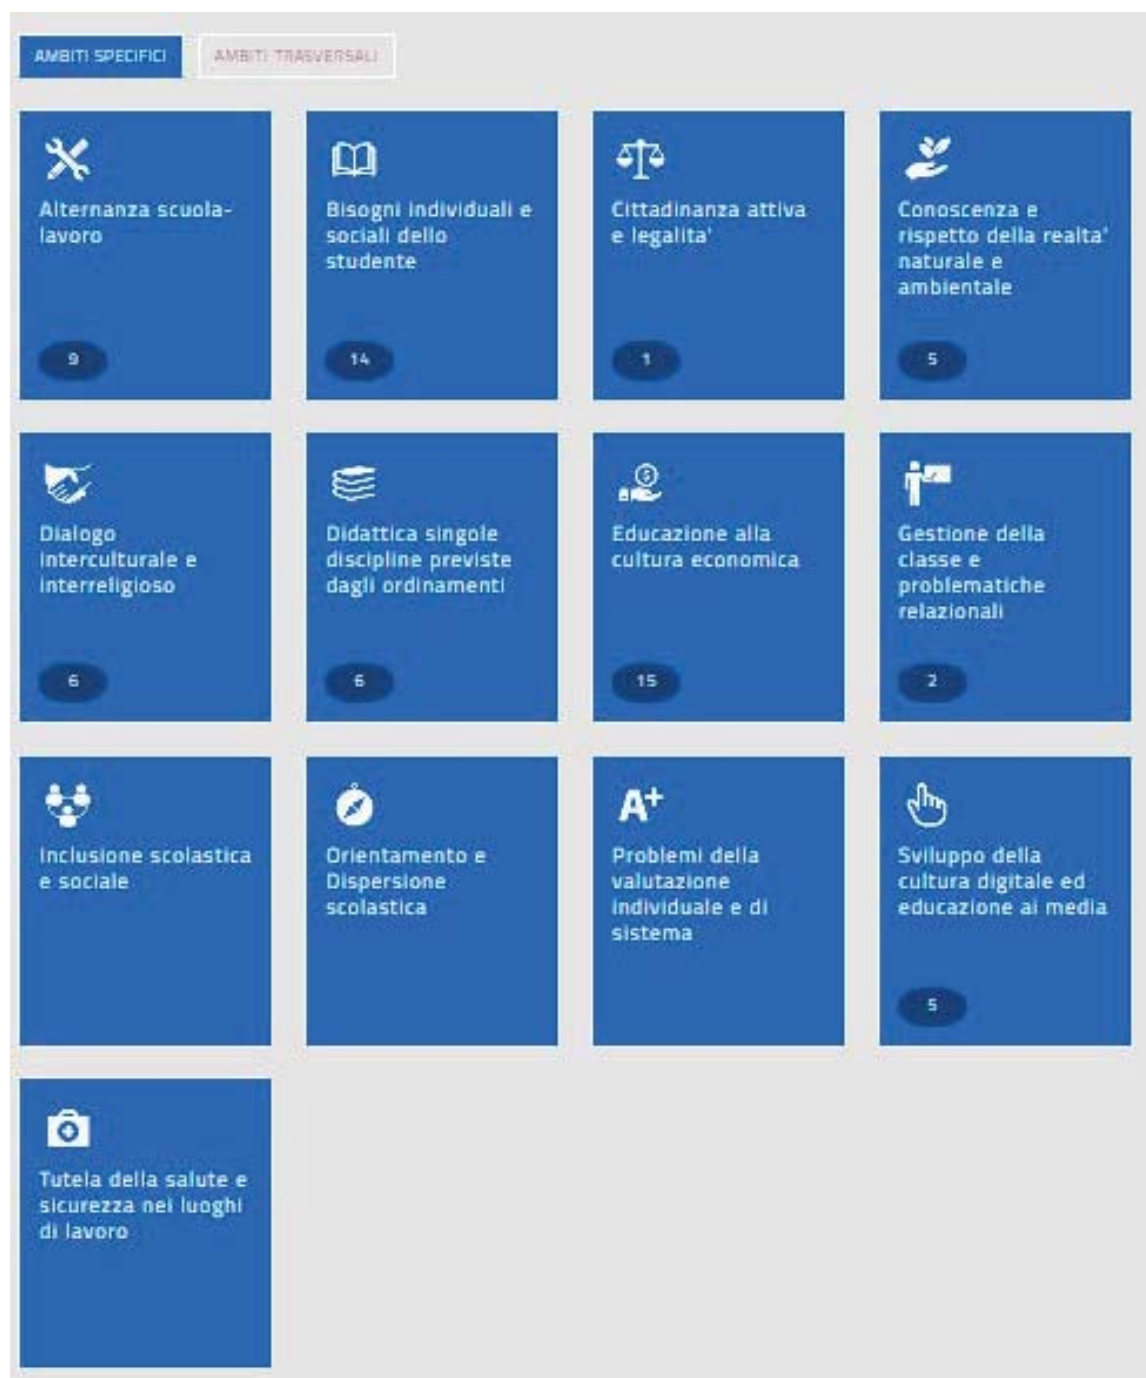 AMBITI SPECIFICI
AMBITI TRASVERSALI
Alternanza scuola-
lavoro
9
Bisogni individuali e
sociali dello
studente
14
Cittadinanza attiva
e legalita'
1
Conoscenza e
rispetto della realta'
naturale e
ambientale
5
Dialogo
interculturale e
interreligioso
6
Didattica singole
discipline previste
dagli ordinamenti
6
Educazione alla
cultura economica
15
Gestione della
classe e
problematiche
relazionali
2
Inclusione scolastica
e sociale
Orientamento e
Dispersione
scolastica
A+
Problemi della
valutazione
individuale e di
sistema
Sviluppo della
cultura digitale ed
educazione ai media
5
Tutela della salute e
sicurezza nei luoghi
di lavoro